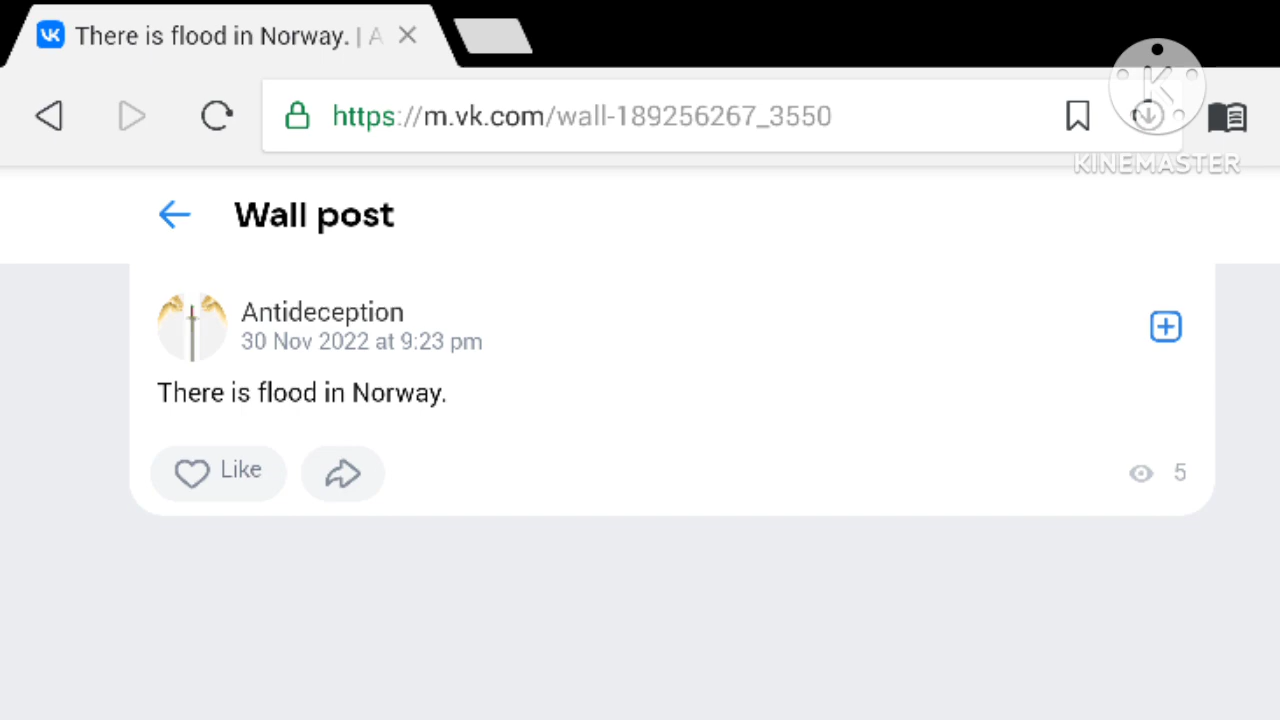 There is flood in Norway. | A
https://m.vk.com/wall-189256267_3550
KINEMASTER
Wall post
Antideception
30 Nov 2022 at 9:23 pm
There is flood in Norway.
Like
5